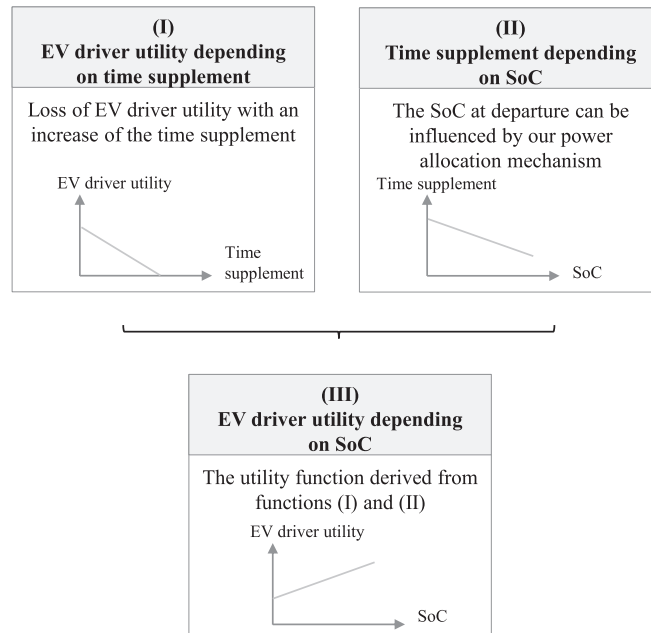 (I)
EV driver utility depending
on time supplement
Loss of EV driver utility with an
increase of the time supplement
EV driver utility
Time
supplement
(II)
Time supplement depending
on SoC
The SoC at departure can be
influenced by our power
allocation mechanism
Time supplement
SoC
(III)
EV driver utility depending
on SoC
The utility function derived from
functions (I) and (II)
EV driver utility
SoC